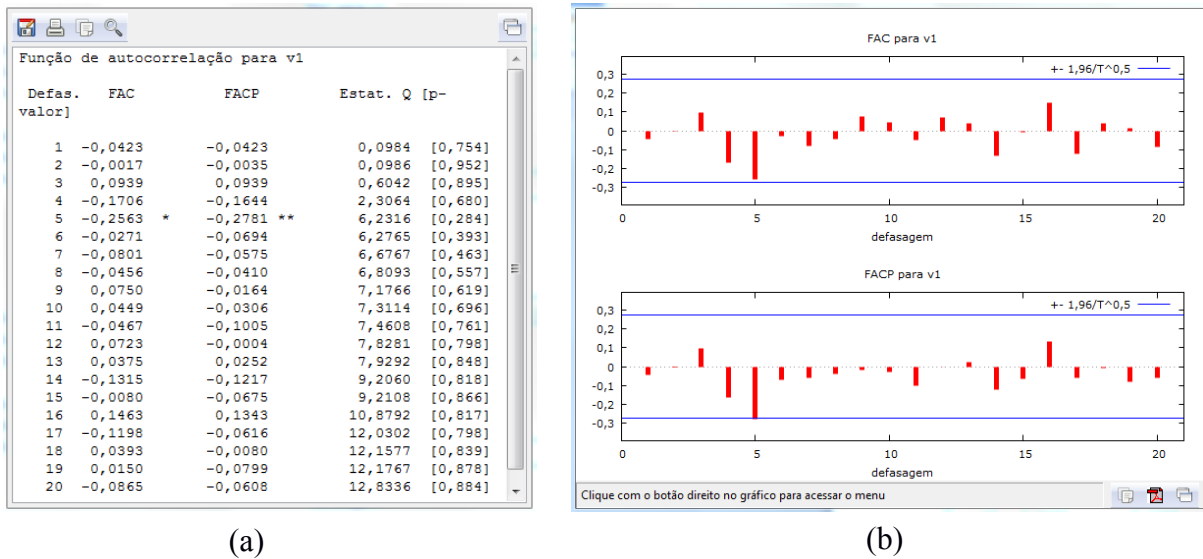 Função de autocorrelação para v1
Defas. FAC FACP Estat. Q [p-
valor]
1 -0,0423 -0,0423 0,0984 [0,754]
2 -0,0017 -0,0035 0,0986 [0,952]
3 0,0939 0,0939 0,6042 [0,895]
4 -0,1706 -0,1644 2,3064 [0,680]
5 -0,2563 * -0,2781 ** 6,2316 [0,284]
6 -0,0271 -0,0694 6,2765 [0,393]
7 -0,0801 -0,0575 6,6767 [0,463]
8 -0,0456 -0,0410 6,8093 [0,557]
9 0,0750 -0,0164 7,1766 [0,619]
10 0,0449 -0,0306 7,3114 [0,696]
11 -0,0467 -0,1005 7,4608 [0,761]
12 0,0723 -0,0004 7,8281 [0,798]
13 0,0375 0,0252 7,9292 [0,848]
14 -0,1315 -0,1217 9,2060 [0,818]
15 -0,0080 -0,0675 9,2108 [0,866]
16 0,1463 0,1343 10,8792 [0,817]
17 -0,1198 -0,0616 12,0302 [0,798]
18 0,0393 -0,0080 12,1577 [0,839]
19 0,0150 -0,0799 12,1767 [0,878]
20 -0,0865 -0,0608 12,8336 [0,884]
(a)
FAC para v1
+- 1,96/T^0,5
0,3
0,2
0,1
0
-0,1
-0,2
-0,3
0 5 10 15 20
defasagem
FACP para v1
+- 1,96/T^0,5
0,3
0,2
0,1
0
-0,1
-0,2
-0,3
0 5 10 15 20
defasagem
Clique com o botão direito no gráfico para acessar o menu
(b)